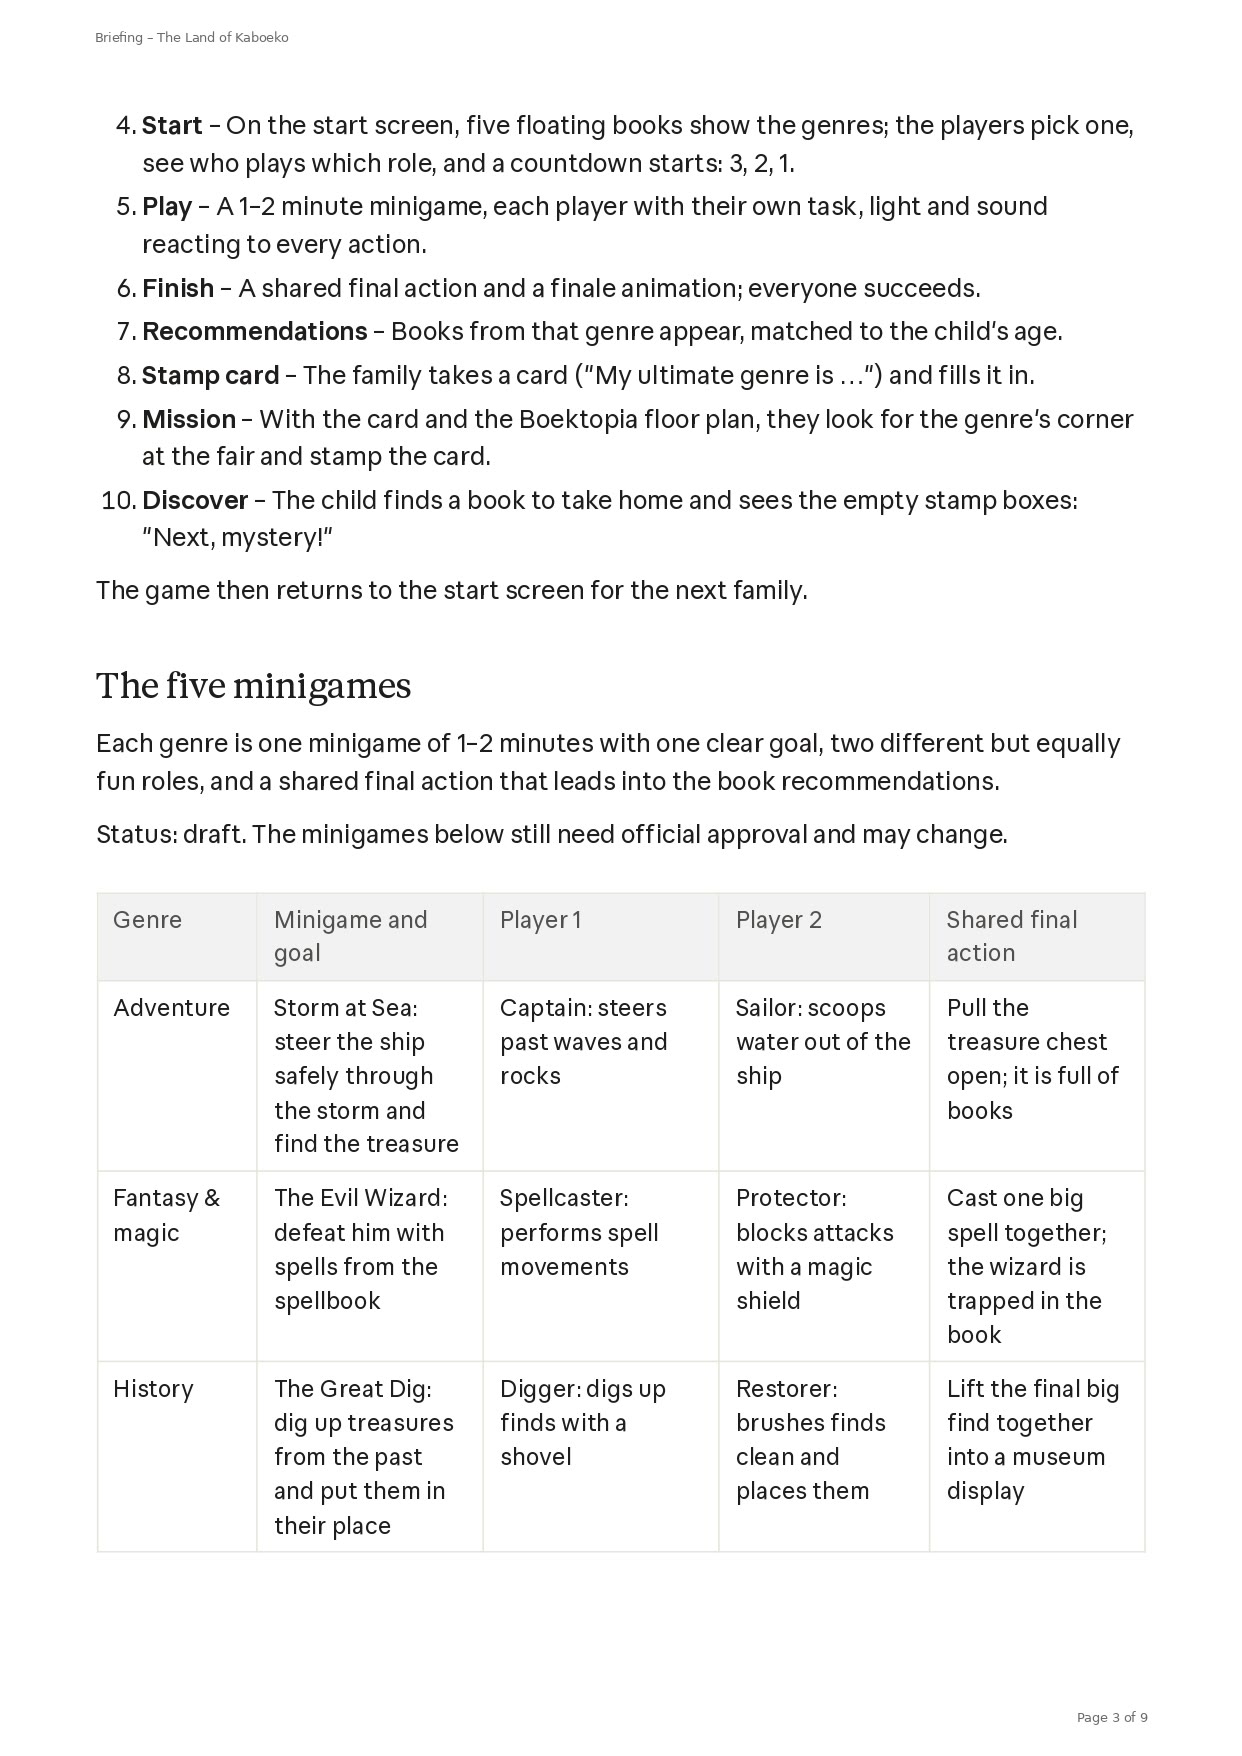 Briefing – The Land of Kaboeko
4. Start – On the start screen, five floating books show the genres; the players pick one,
see who plays which role, and a countdown starts: 3, 2, 1.
5. Play – A 1–2 minute minigame, each player with their own task, light and sound
reacting to every action.
6. Finish – A shared final action and a finale animation; everyone succeeds.
7. Recommendations – Books from that genre appear, matched to the child's age.
8. Stamp card – The family takes a card ("My ultimate genre is …") and fills it in.
9. Mission – With the card and the Boektopia floor plan, they look for the genre's corner
at the fair and stamp the card.
10. Discover – The child finds a book to take home and sees the empty stamp boxes:
"Next, mystery!"
The game then returns to the start screen for the next family.
The five minigames
Each genre is one minigame of 1–2 minutes with one clear goal, two different but equally
fun roles, and a shared final action that leads into the book recommendations.
Status: draft. The minigames below still need official approval and may change.
Genre
Minigame and
goal
Player 1
Player 2
Shared final
action
Adventure
Storm at Sea:
steer the ship
safely through
the storm and
find the treasure
Captain: steers
past waves and
rocks
Sailor: scoops
water out of the
ship
Pull the
treasure chest
open; it is full of
books
Fantasy &
magic
The Evil Wizard:
defeat him with
spells from the
spellbook
Spellcaster:
performs spell
movements
Protector:
blocks attacks
with a magic
shield
Cast one big
spell together;
the wizard is
trapped in the
book
History
The Great Dig:
dig up treasures
from the past
and put them in
their place
Digger: digs up
finds with a
shovel
Restorer:
brushes finds
clean and
places them
Lift the final big
find together
into a museum
display
Page 3 of 9